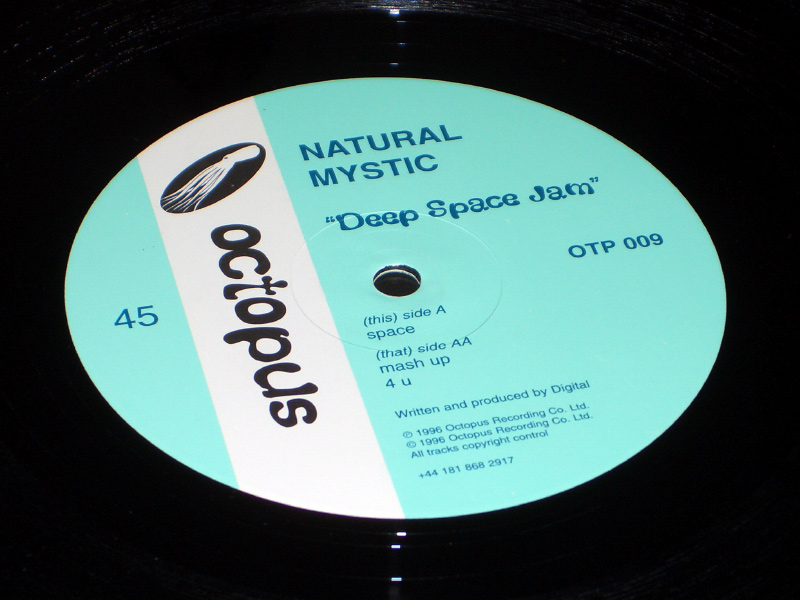 NATURAL
MYSTIC
"Deep Space Jam"
OTP 009
octopus
45
(this) side A
space
(that) side AA
mash up
4 u
Written and produced by Digital
℗ 1996 Octopus Recording Co. Ltd.
© 1996 Octopus Recording Co. Ltd.
All tracks copyright control
+44 181 868 2917